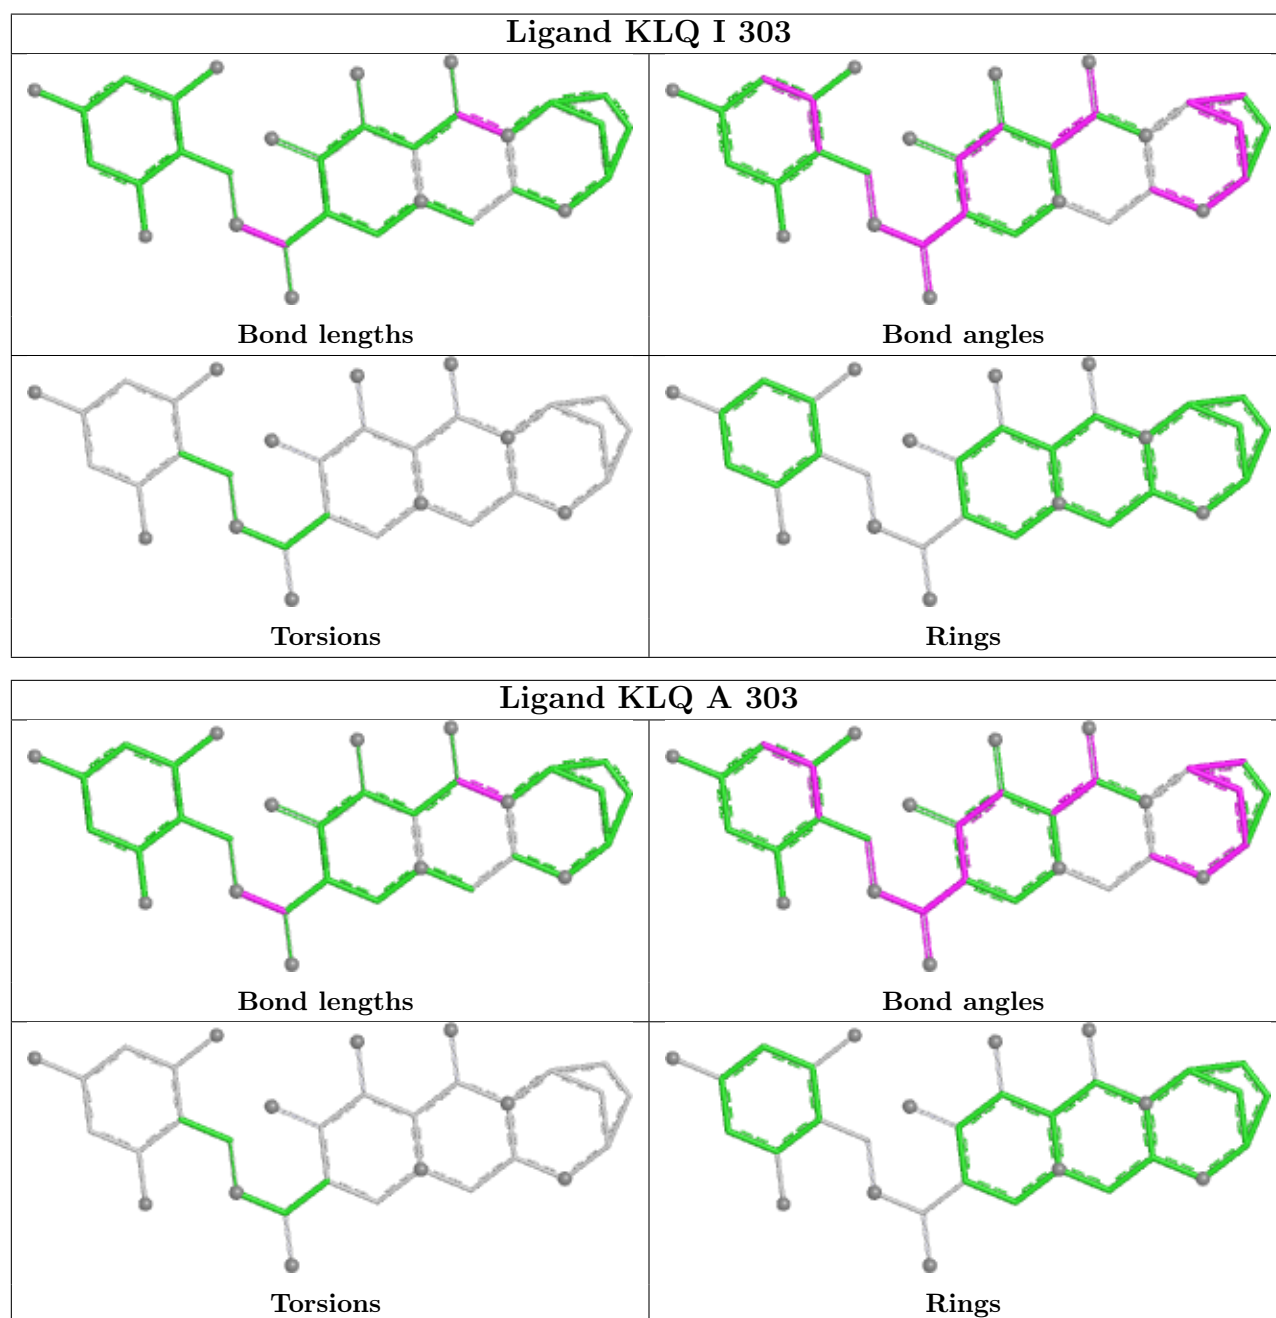 Ligand KLQ I 303
Bond lengths
Bond angles
Torsions
Rings
Ligand KLQ A 303
Bond lengths
Bond angles
Torsions
Rings